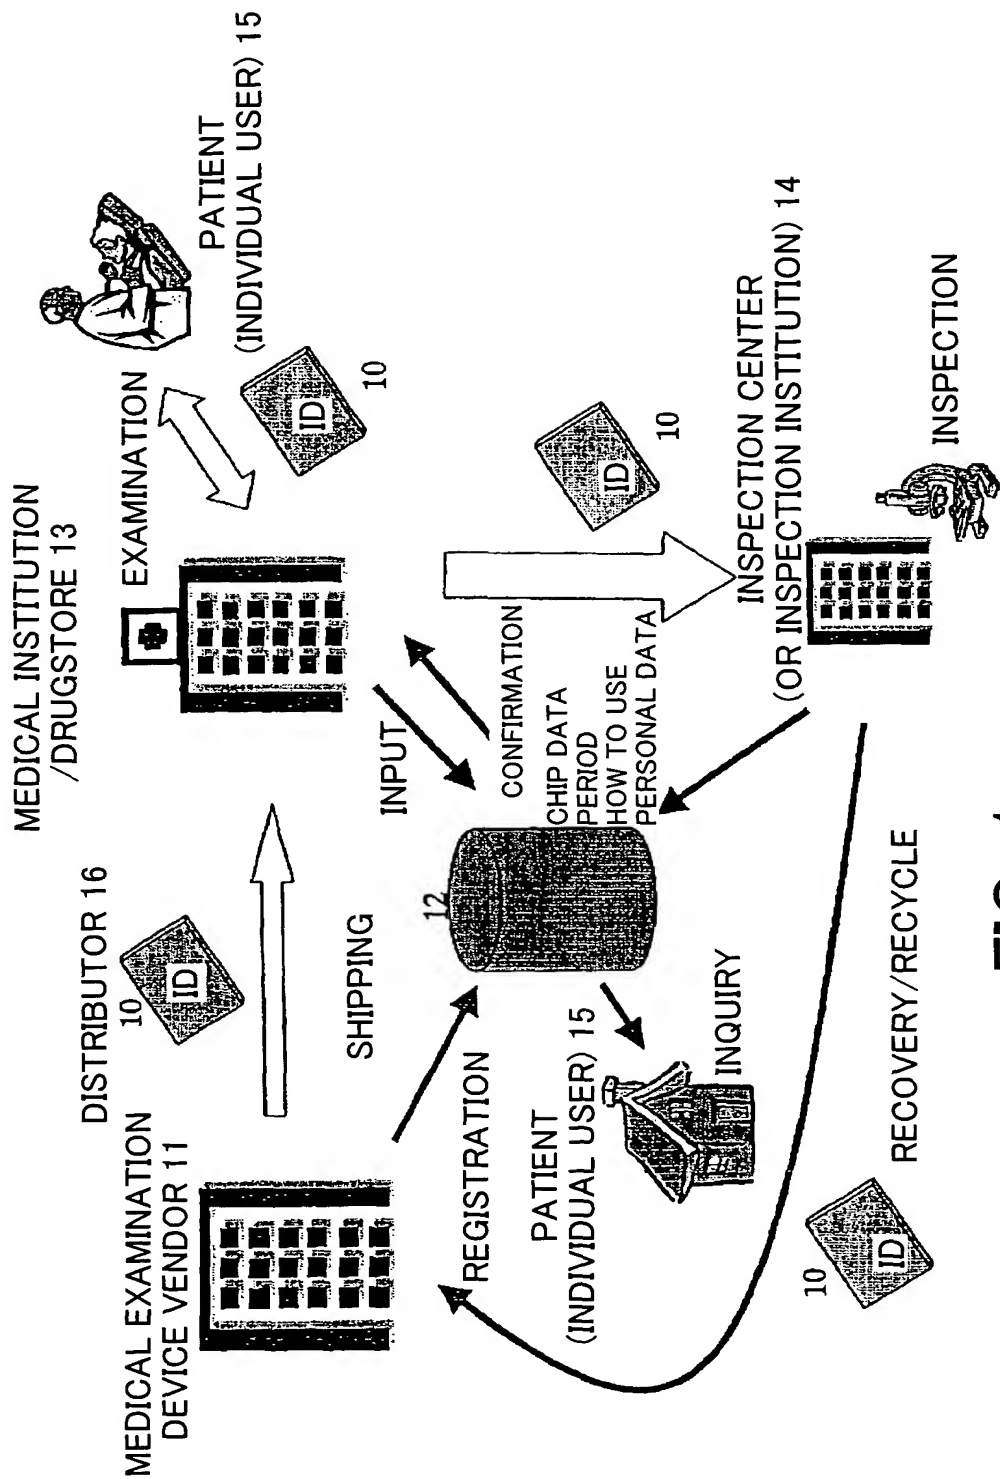 MEDICAL EXAMINATION
DEVICE VENDOR 11
DISTRIBUTOR 16
10
ID
SHIPPING
MEDICAL INSTITUTION
/DRUGSTORE 13
EXAMINATION
PATIENT
(INDIVIDUAL USER) 15
ID
10
REGISTRATION
12
INPUT
CONFIRMATION
CHIP DATA
PERIOD
HOW TO USE
PERSONAL DATA
ID
10
PATIENT
(INDIVIDUAL USER) 15
INQUIRY
INSPECTION CENTER
(OR INSPECTION INSTITUTION) 14
INSPECTION
RECOVERY/RECYCLE
10
ID